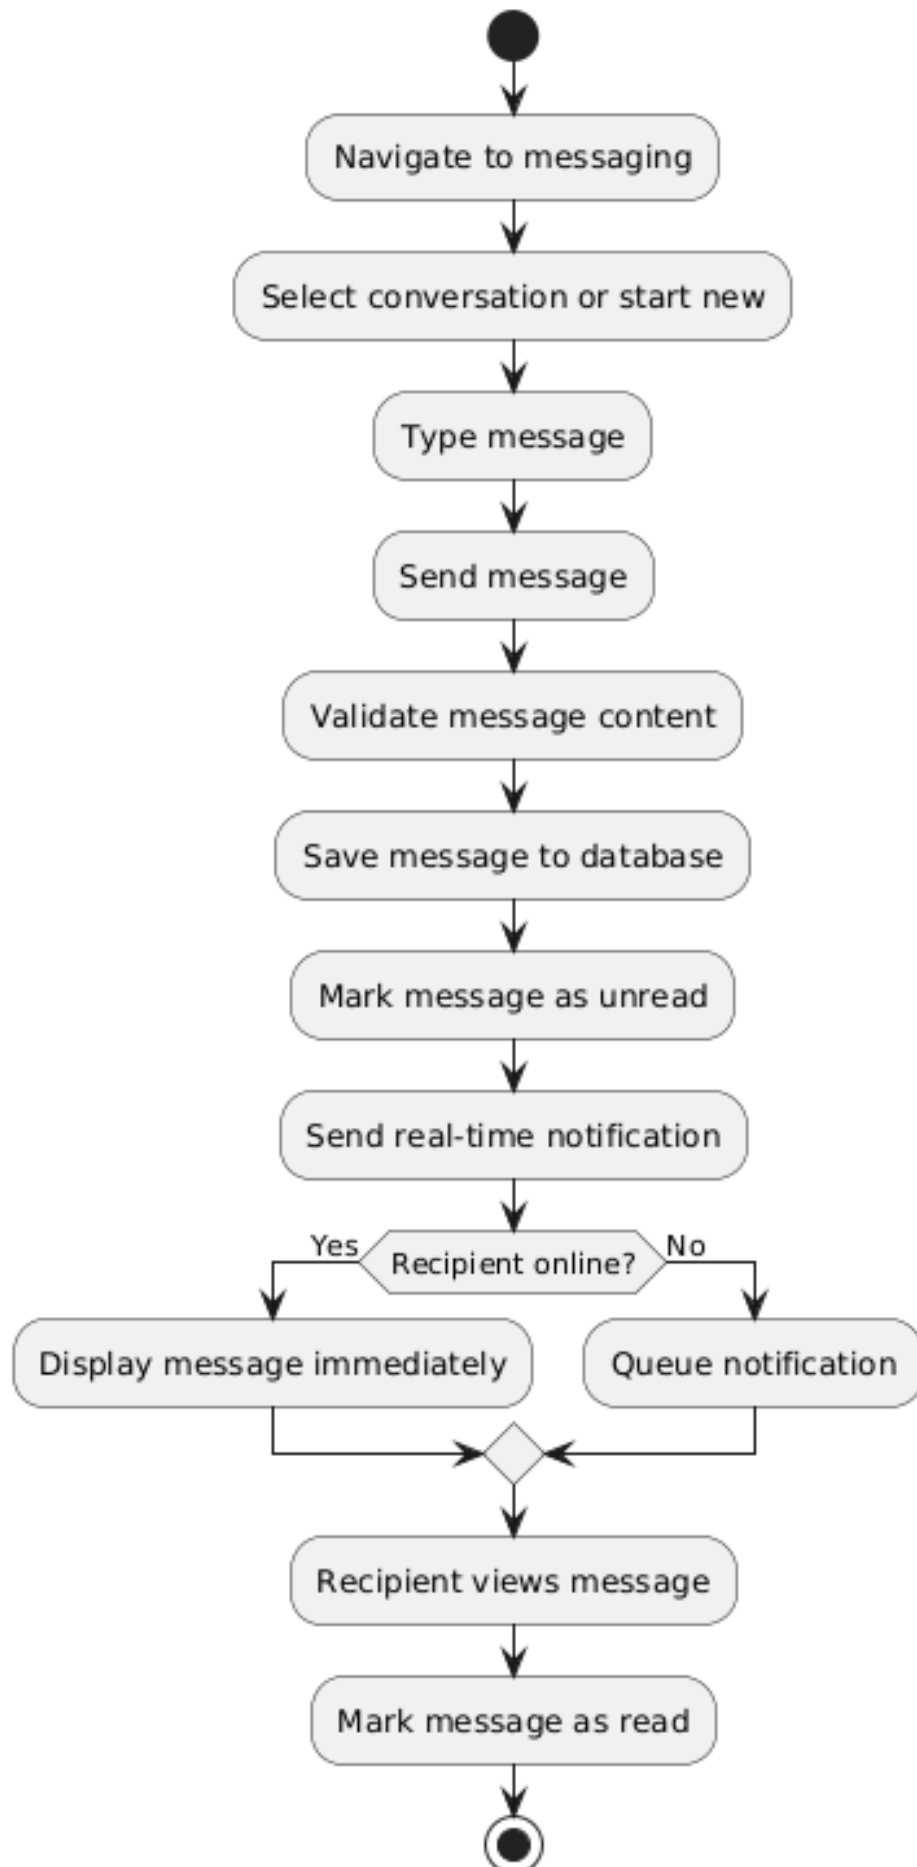 Navigate to messaging
Select conversation or start new
Type message
Send message
Validate message content
Save message to database
Mark message as unread
Send real-time notification
Yes
Recipient online?
No
Display message immediately
Queue notification
Recipient views message
Mark message as read